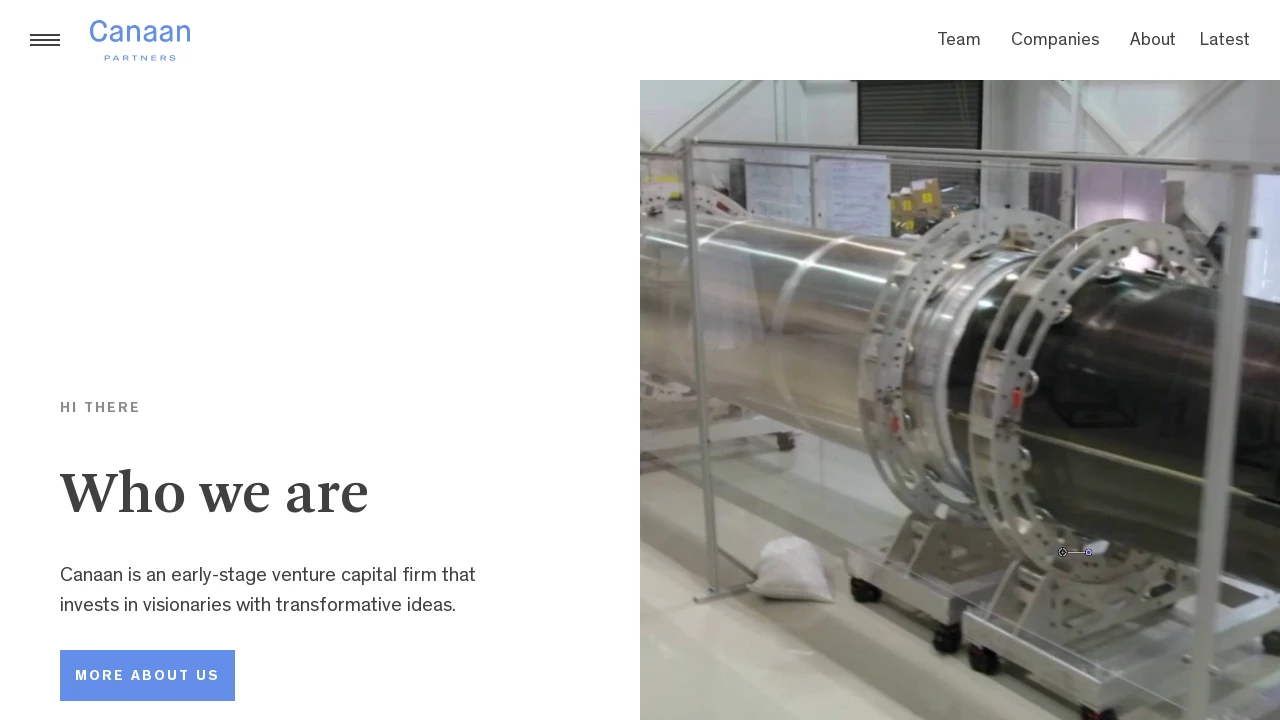 Canaan
PARTNERS
Team
Companies
About
Latest
HI THERE
Who we are
Canaan is an early-stage venture capital firm that
invests in visionaries with transformative ideas.
MORE ABOUT US